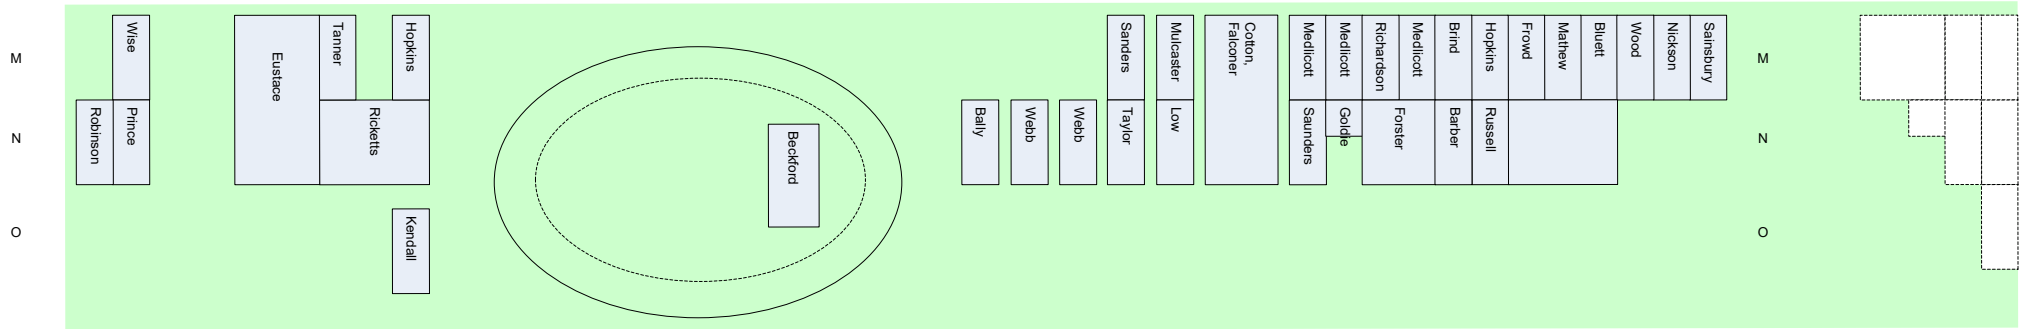 M
Wise
Eustace
Tanner
Hopkins
Sanders
Mulcaster
Cotton,
Falconer
Medlicott
Medlicott
Richardson
Medlicott
Brind
Hopkins
Frowd
Mathew
Bluett
Wood
Nickson
Sainsbury
M
N
Robinson
Prince
Ricketts
Beckford
Bally
Webb
Webb
Taylor
Low
Saunders
Goldie
Forster
Barber
Russell
N
O
Kendall
O